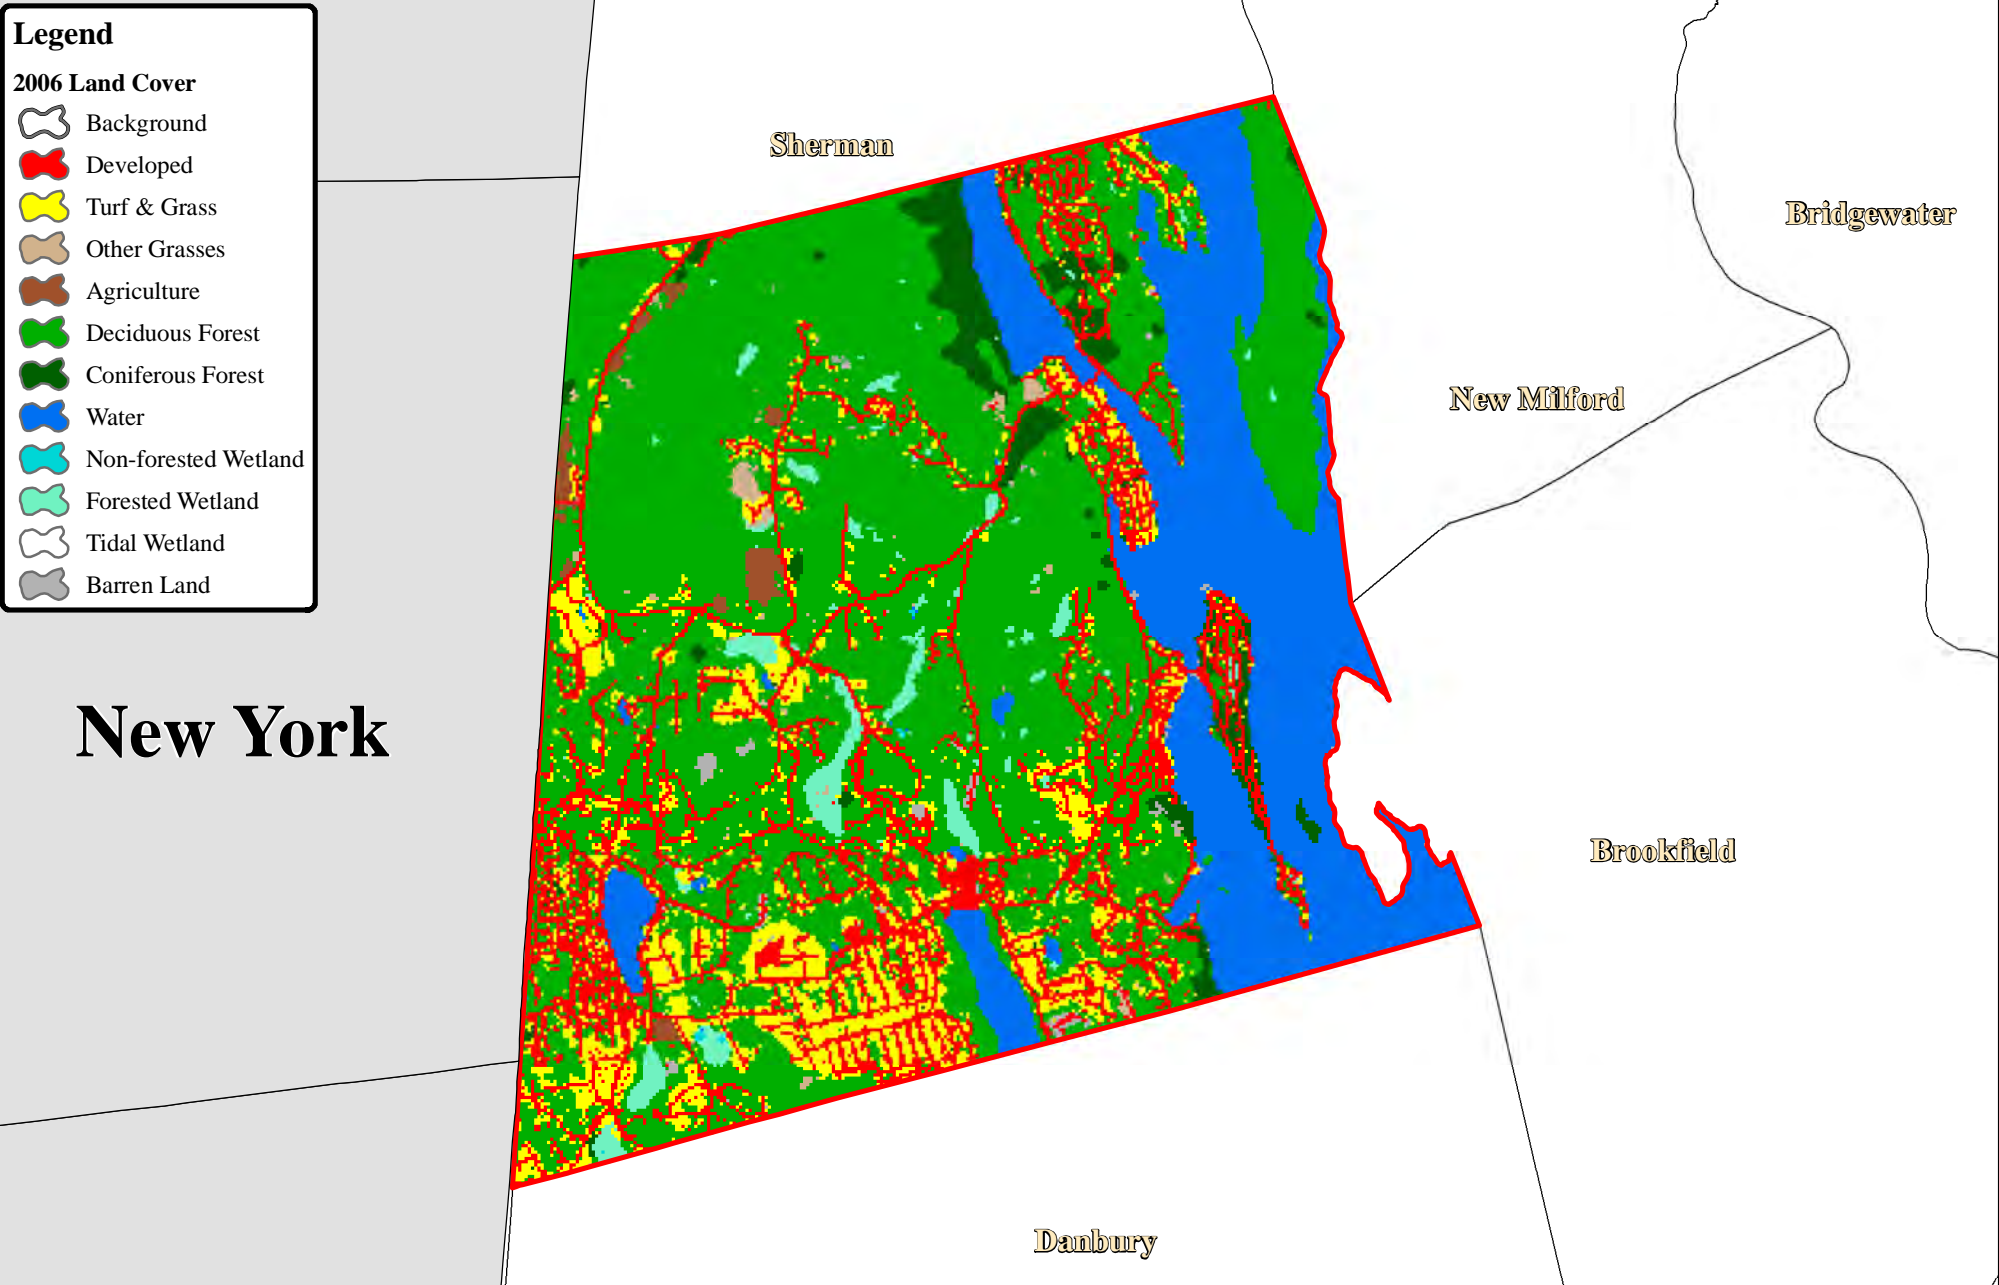 Legend
2006 Land Cover
Background
Developed
Turf & Grass
Other Grasses
Agriculture
Deciduous Forest
Coniferous Forest
Water
Non-forested Wetland
Forested Wetland
Tidal Wetland
Barren Land
Sherman
Bridgewater
New Milford
New York
Brookfield
Danbury